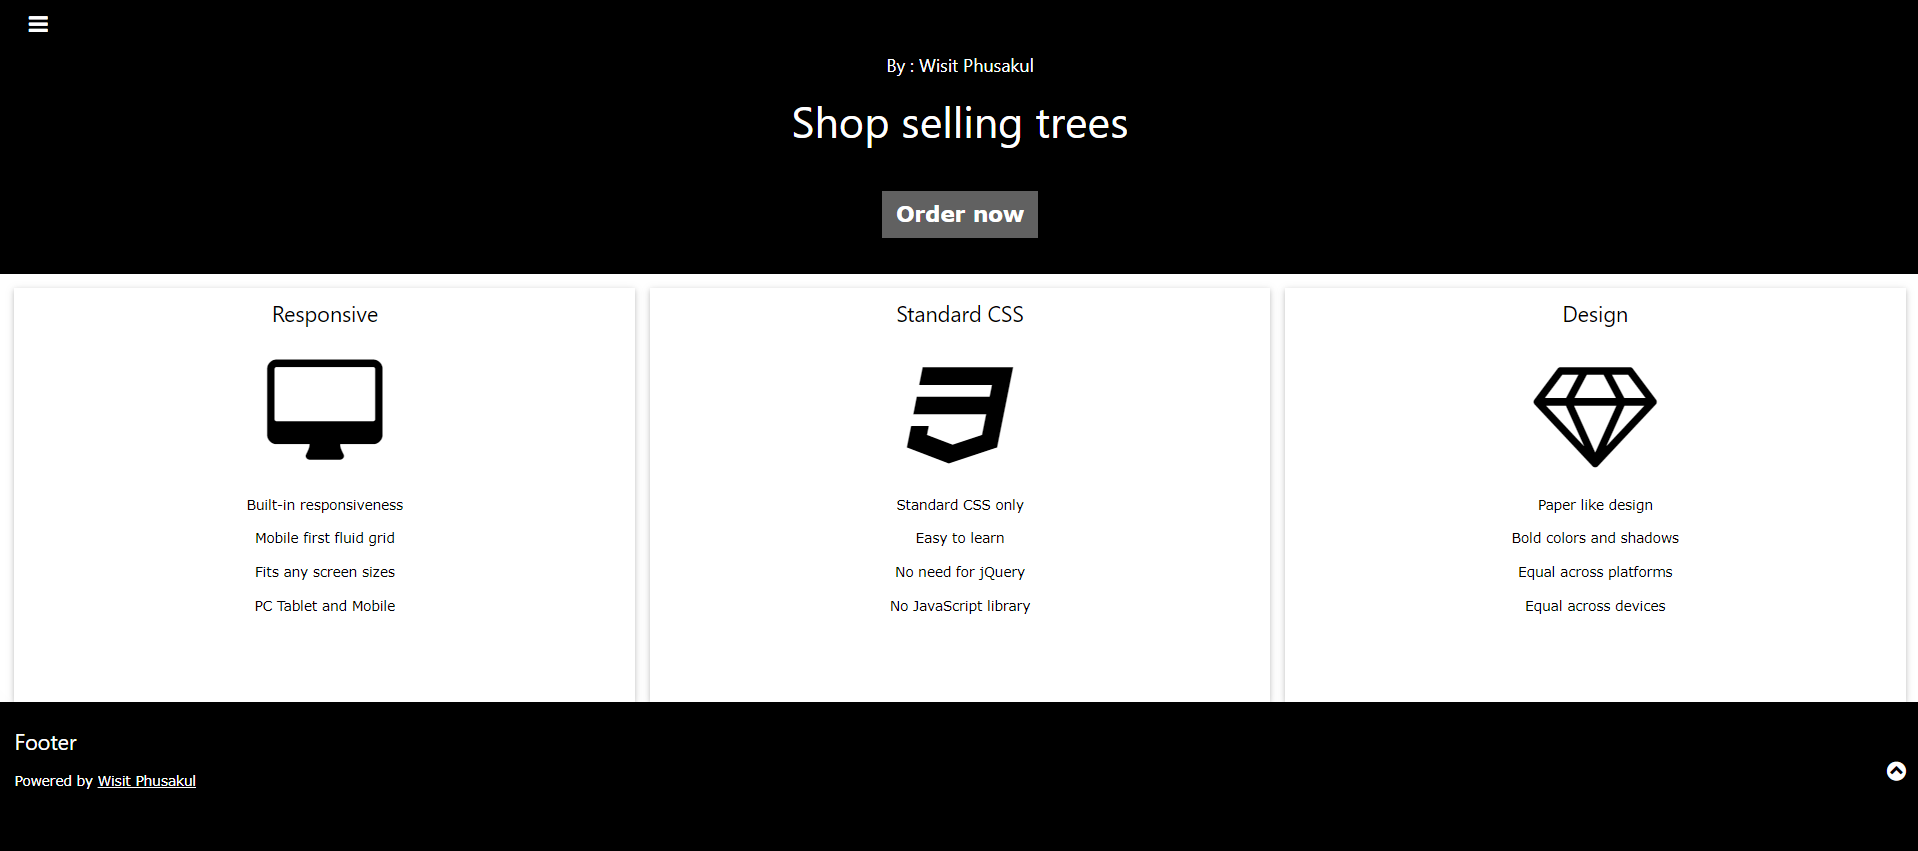 By : Wisit Phusakul
Shop selling trees
Order now
Responsive
Built-in responsiveness
Mobile first fluid grid
Fits any screen sizes
PC Tablet and Mobile
Standard CSS
Standard CSS only
Easy to learn
No need for jQuery
No JavaScript library
Design
Paper like design
Bold colors and shadows
Equal across platforms
Equal across devices
Footer
Powered by Wisit Phusakul